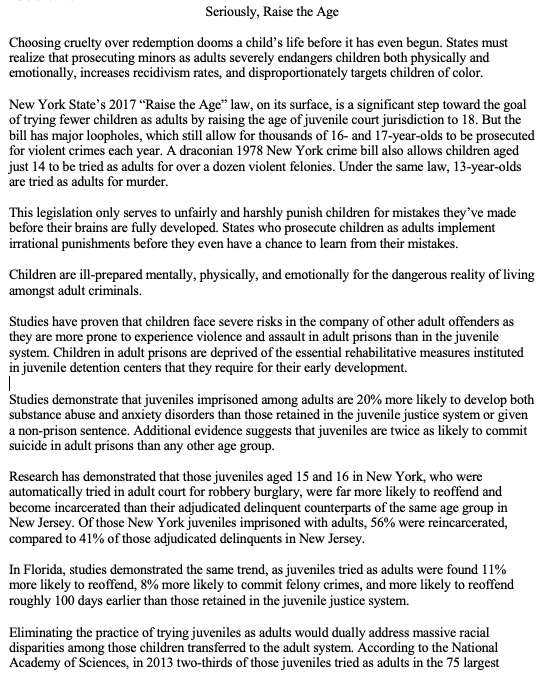 Seriously, Raise the Age
Choosing cruelty over redemption dooms a child’s life before it has even begun. States must
realize that prosecuting minors as adults severely endangers children both physically and
emotionally, increases recidivism rates, and disproportionately targets children of color.
New York State’s 2017 “Raise the Age” law, on its surface, is a significant step toward the goal
of trying fewer children as adults by raising the age of juvenile court jurisdiction to 18. But the
bill has major loopholes, which still allow for thousands of 16- and 17-year-olds to be prosecuted
for violent crimes each year. A draconian 1978 New York crime bill also allows children aged
just 14 to be tried as adults for over a dozen violent felonies. Under the same law, 13-year-olds
are tried as adults for murder.
This legislation only serves to unfairly and harshly punish children for mistakes they’ve made
before their brains are fully developed. States who prosecute children as adults implement
irrational punishments before they even have a chance to learn from their mistakes.
Children are ill-prepared mentally, physically, and emotionally for the dangerous reality of living
amongst adult criminals.
Studies have proven that children face severe risks in the company of other adult offenders as
they are more prone to experience violence and assault in adult prisons than in the juvenile
system. Children in adult prisons are deprived of the essential rehabilitative measures instituted
in juvenile detention centers that they require for their early development.
Studies demonstrate that juveniles imprisoned among adults are 20% more likely to develop both
substance abuse and anxiety disorders than those retained in the juvenile justice system or given
a non-prison sentence. Additional evidence suggests that juveniles are twice as likely to commit
suicide in adult prisons than any other age group.
Research has demonstrated that those juveniles aged 15 and 16 in New York, who were
automatically tried in adult court for robbery burglary, were far more likely to reoffend and
become incarcerated than their adjudicated delinquent counterparts of the same age group in
New Jersey. Of those New York juveniles imprisoned with adults, 56% were reincarcerated,
compared to 41% of those adjudicated delinquents in New Jersey.
In Florida, studies demonstrated the same trend, as juveniles tried as adults were found 11%
more likely to reoffend, 8% more likely to commit felony crimes, and more likely to reoffend
roughly 100 days earlier than those retained in the juvenile justice system.
Eliminating the practice of trying juveniles as adults would dually address massive racial
disparities among those children transferred to the adult system. According to the National
Academy of Sciences, in 2013 two-thirds of those juveniles tried as adults in the 75 largest